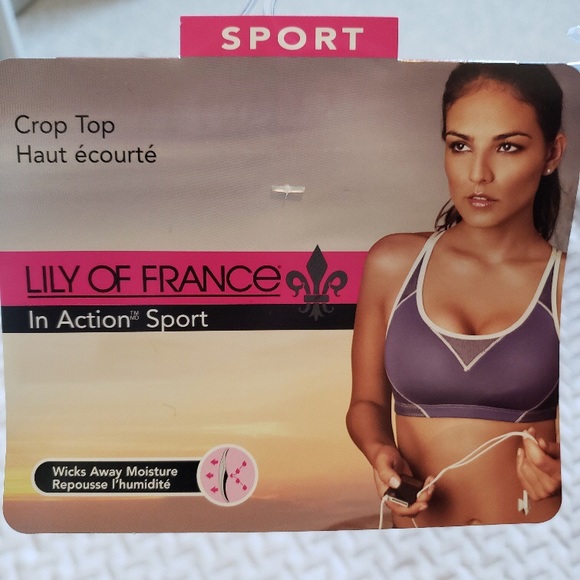 SPORT
Crop Top
Haut écourté
LILY OF FRANCE®
In Action™ MD Sport
Wicks Away Moisture
Repousse l'humidité